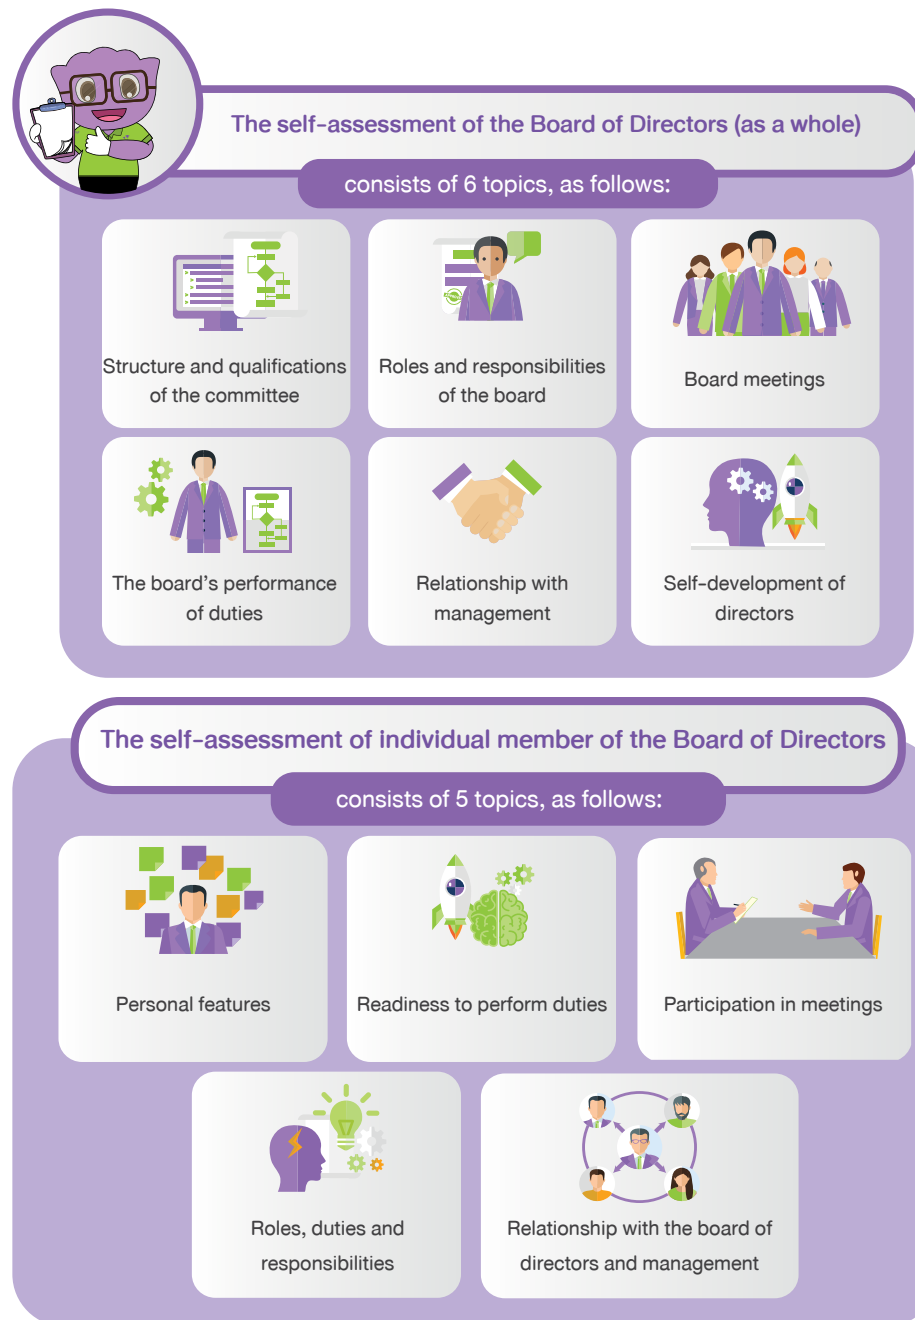 The self-assessment of the Board of Directors (as a whole)
consists of 6 topics, as follows:
Structure and qualifications
of the committee
Roles and responsibilities
of the board
Board meetings
The board's performance
of duties
Relationship with
management
Self-development of
directors
The self-assessment of individual member of the Board of Directors
consists of 5 topics, as follows:
Personal features
Readiness to perform duties
Participation in meetings
Roles, duties and
responsibilities
Relationship with the board of
directors and management